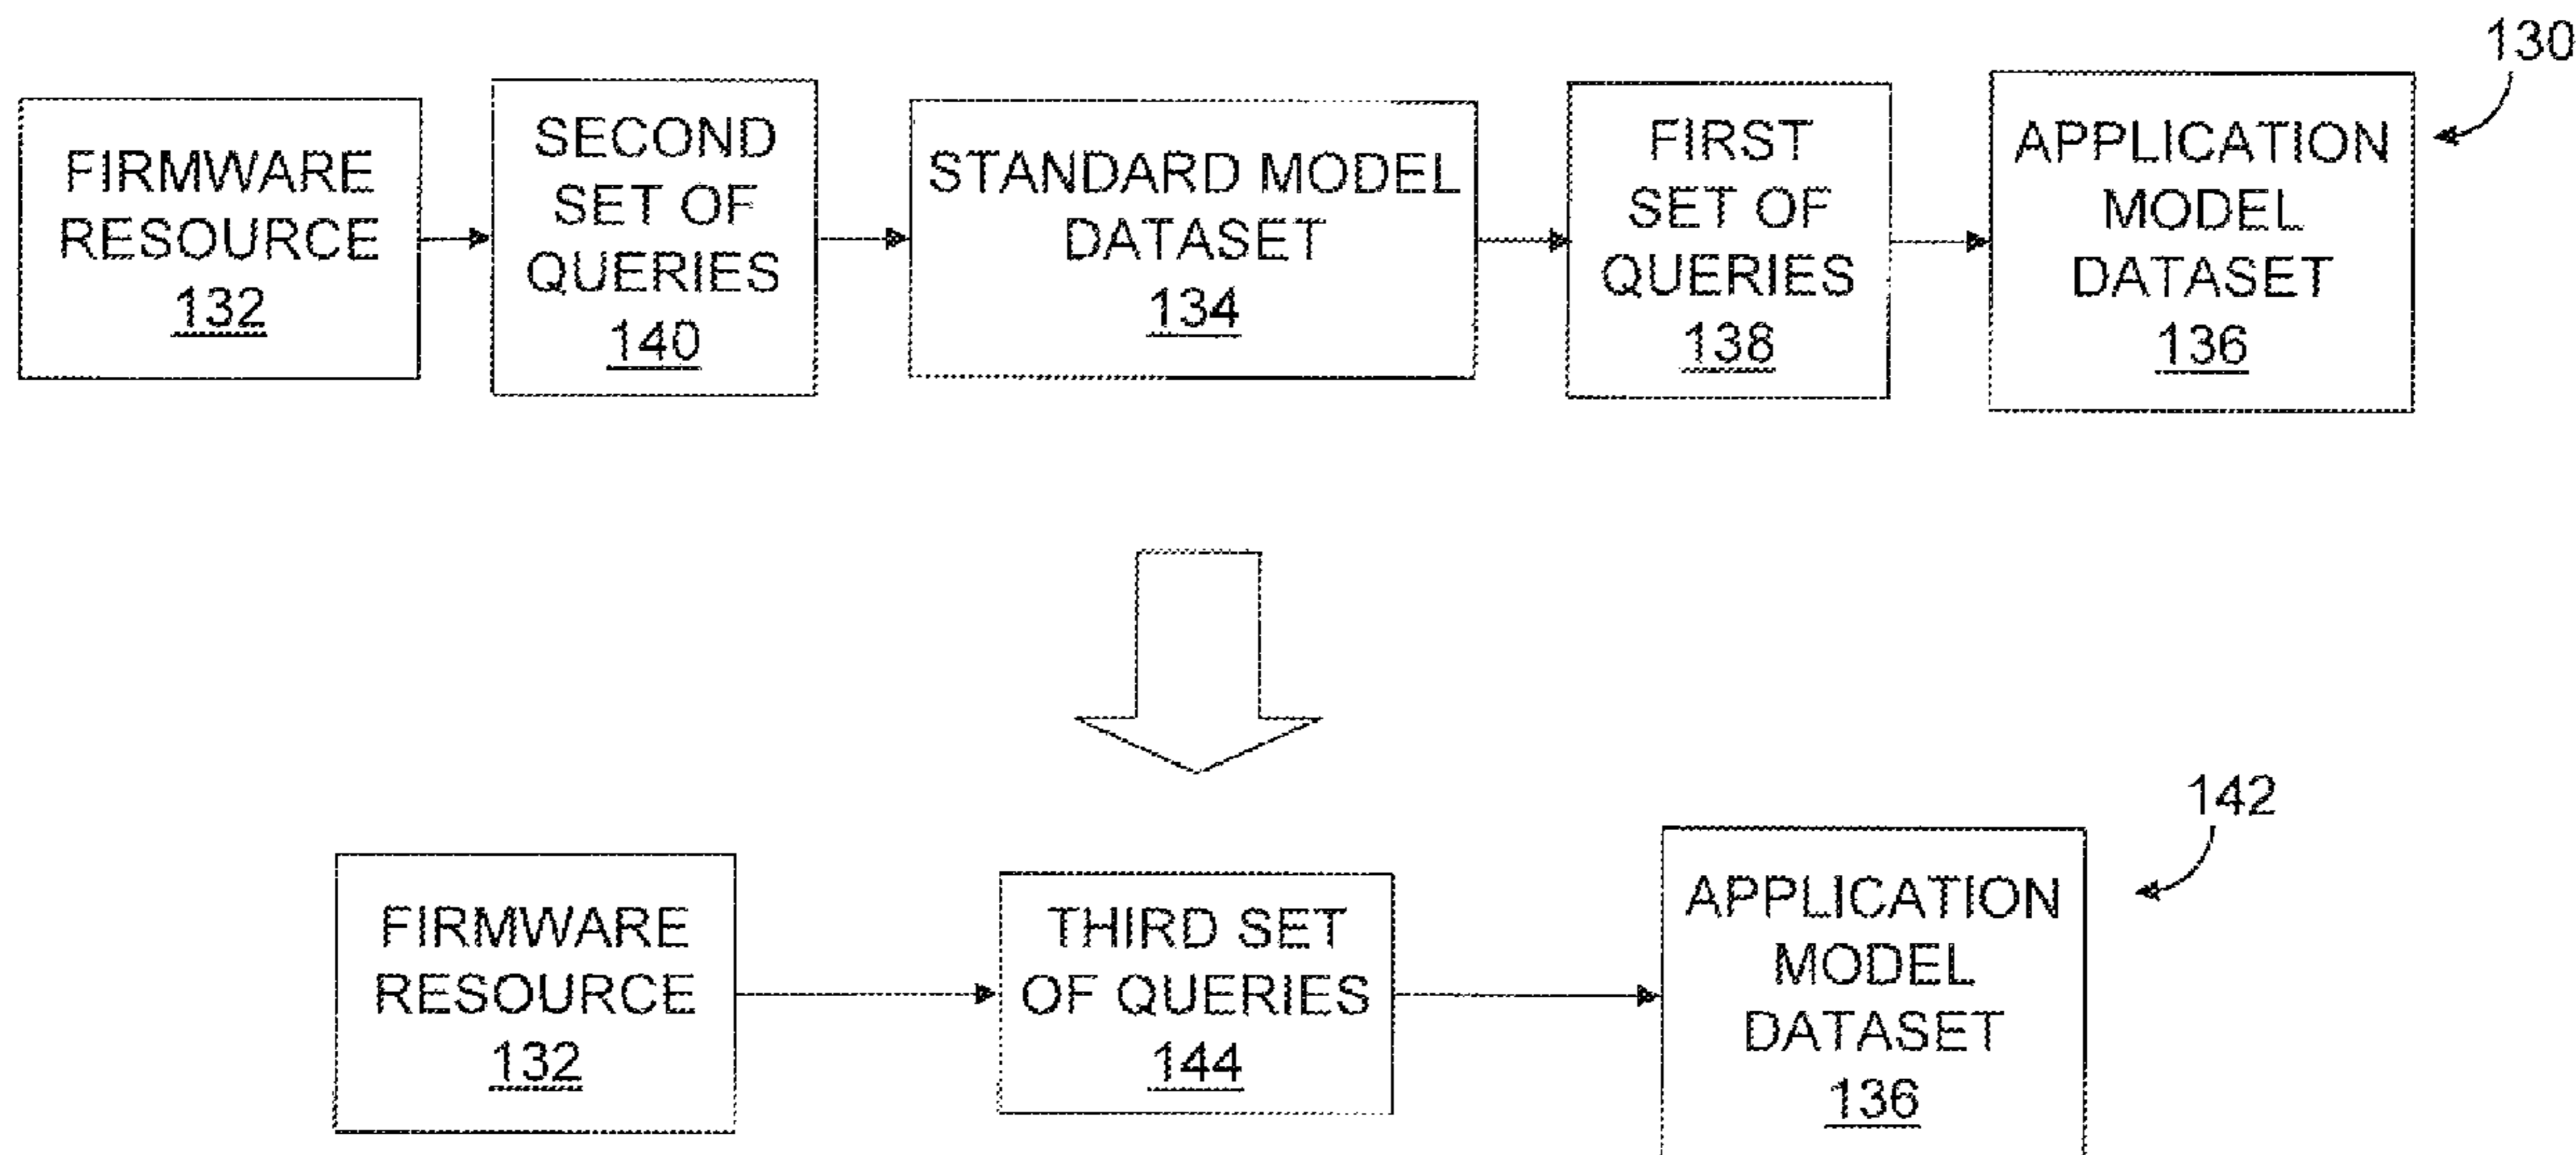 130
FIRMWARE
RESOURCE
132
SECOND
SET OF
QUERIES
140
STANDARD MODEL
DATASET
134
FIRST
SET OF
QUERIES
138
APPLICATION
MODEL
DATASET
136
142
FIRMWARE
RESOURCE
132
THIRD SET
OF QUERIES
144
APPLICATION
MODEL
DATASET
136